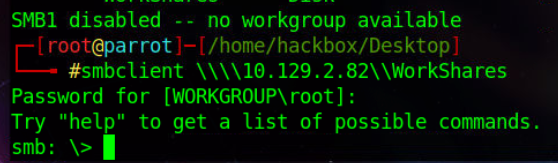 SMB1 disabled -- no workgroup available
┌─[root@parrot]─[/home/hackbox/Desktop]
└──╼ #smbclient \\\\10.129.2.82\\WorkShares
Password for [WORKGROUP\root]:
Try "help" to get a list of possible commands.
smb: \>